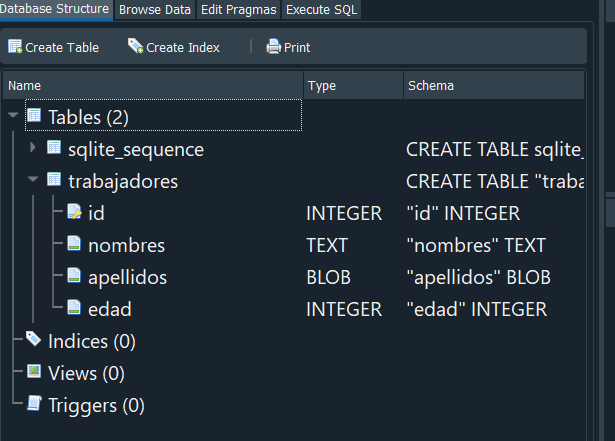 Database Structure Browse Data Edit Pragmas Execute SQL
Create Table Create Index Print
Name Type Schema
Tables (2)
sqlite_sequence CREATE TABLE sqlite_
trabajadores CREATE TABLE "traba
id INTEGER "id" INTEGER
nombres TEXT "nombres" TEXT
apellidos BLOB "apellidos" BLOB
edad INTEGER "edad" INTEGER
Indices (0)
Views (0)
Triggers (0)